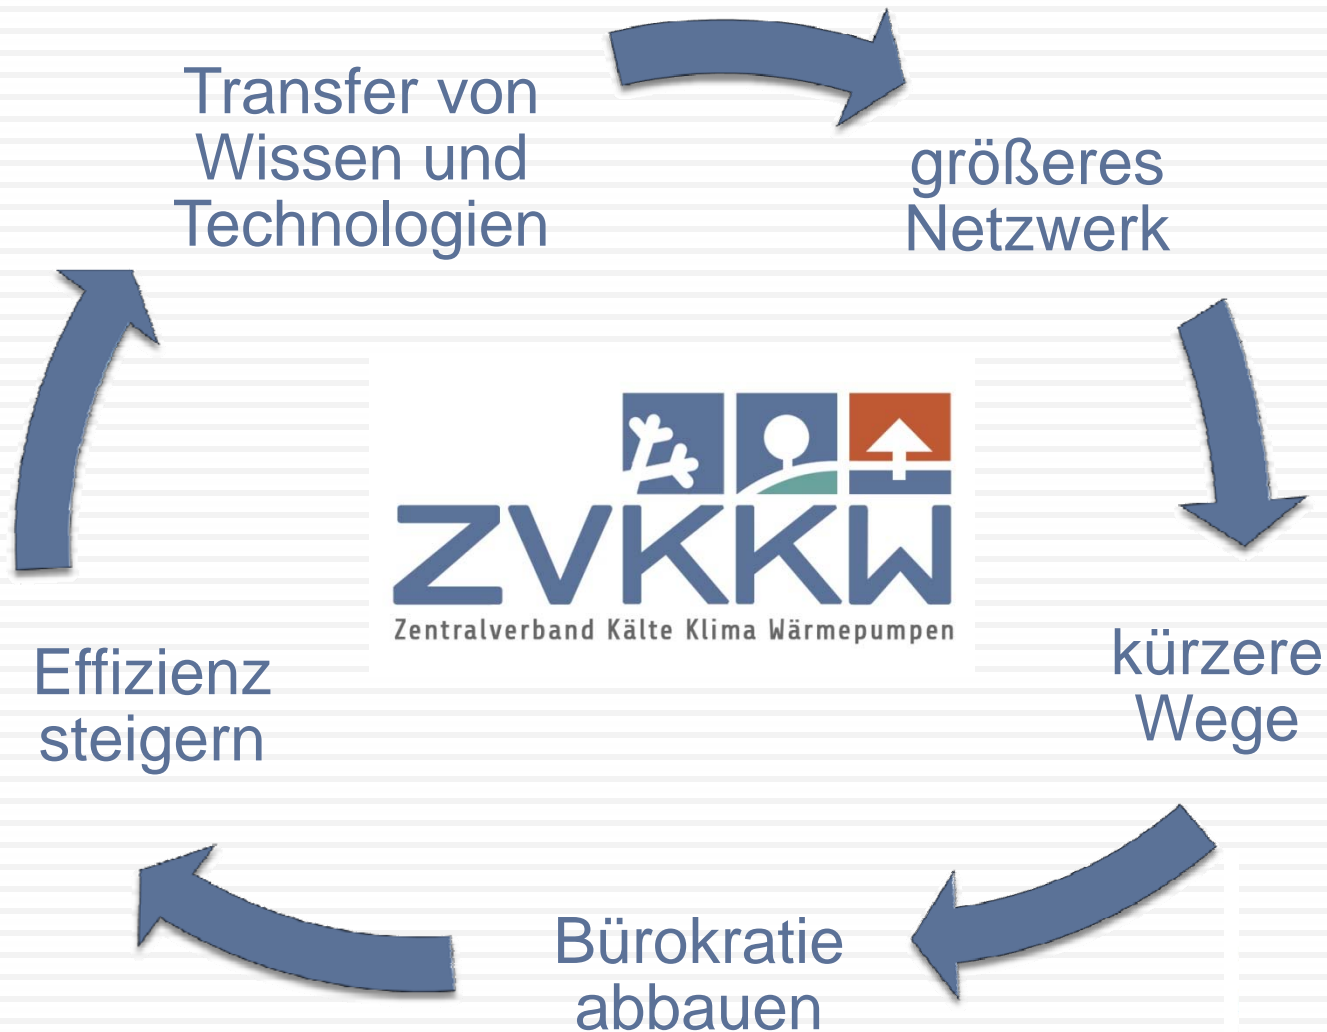 Transfer von
Wissen und
Technologien
größeres
Netzwerk
ZVKKW
Zentralverband Kälte Klima Wärmepumpen
kürzere
Wege
Bürokratie
abbauen
Effizienz
steigern